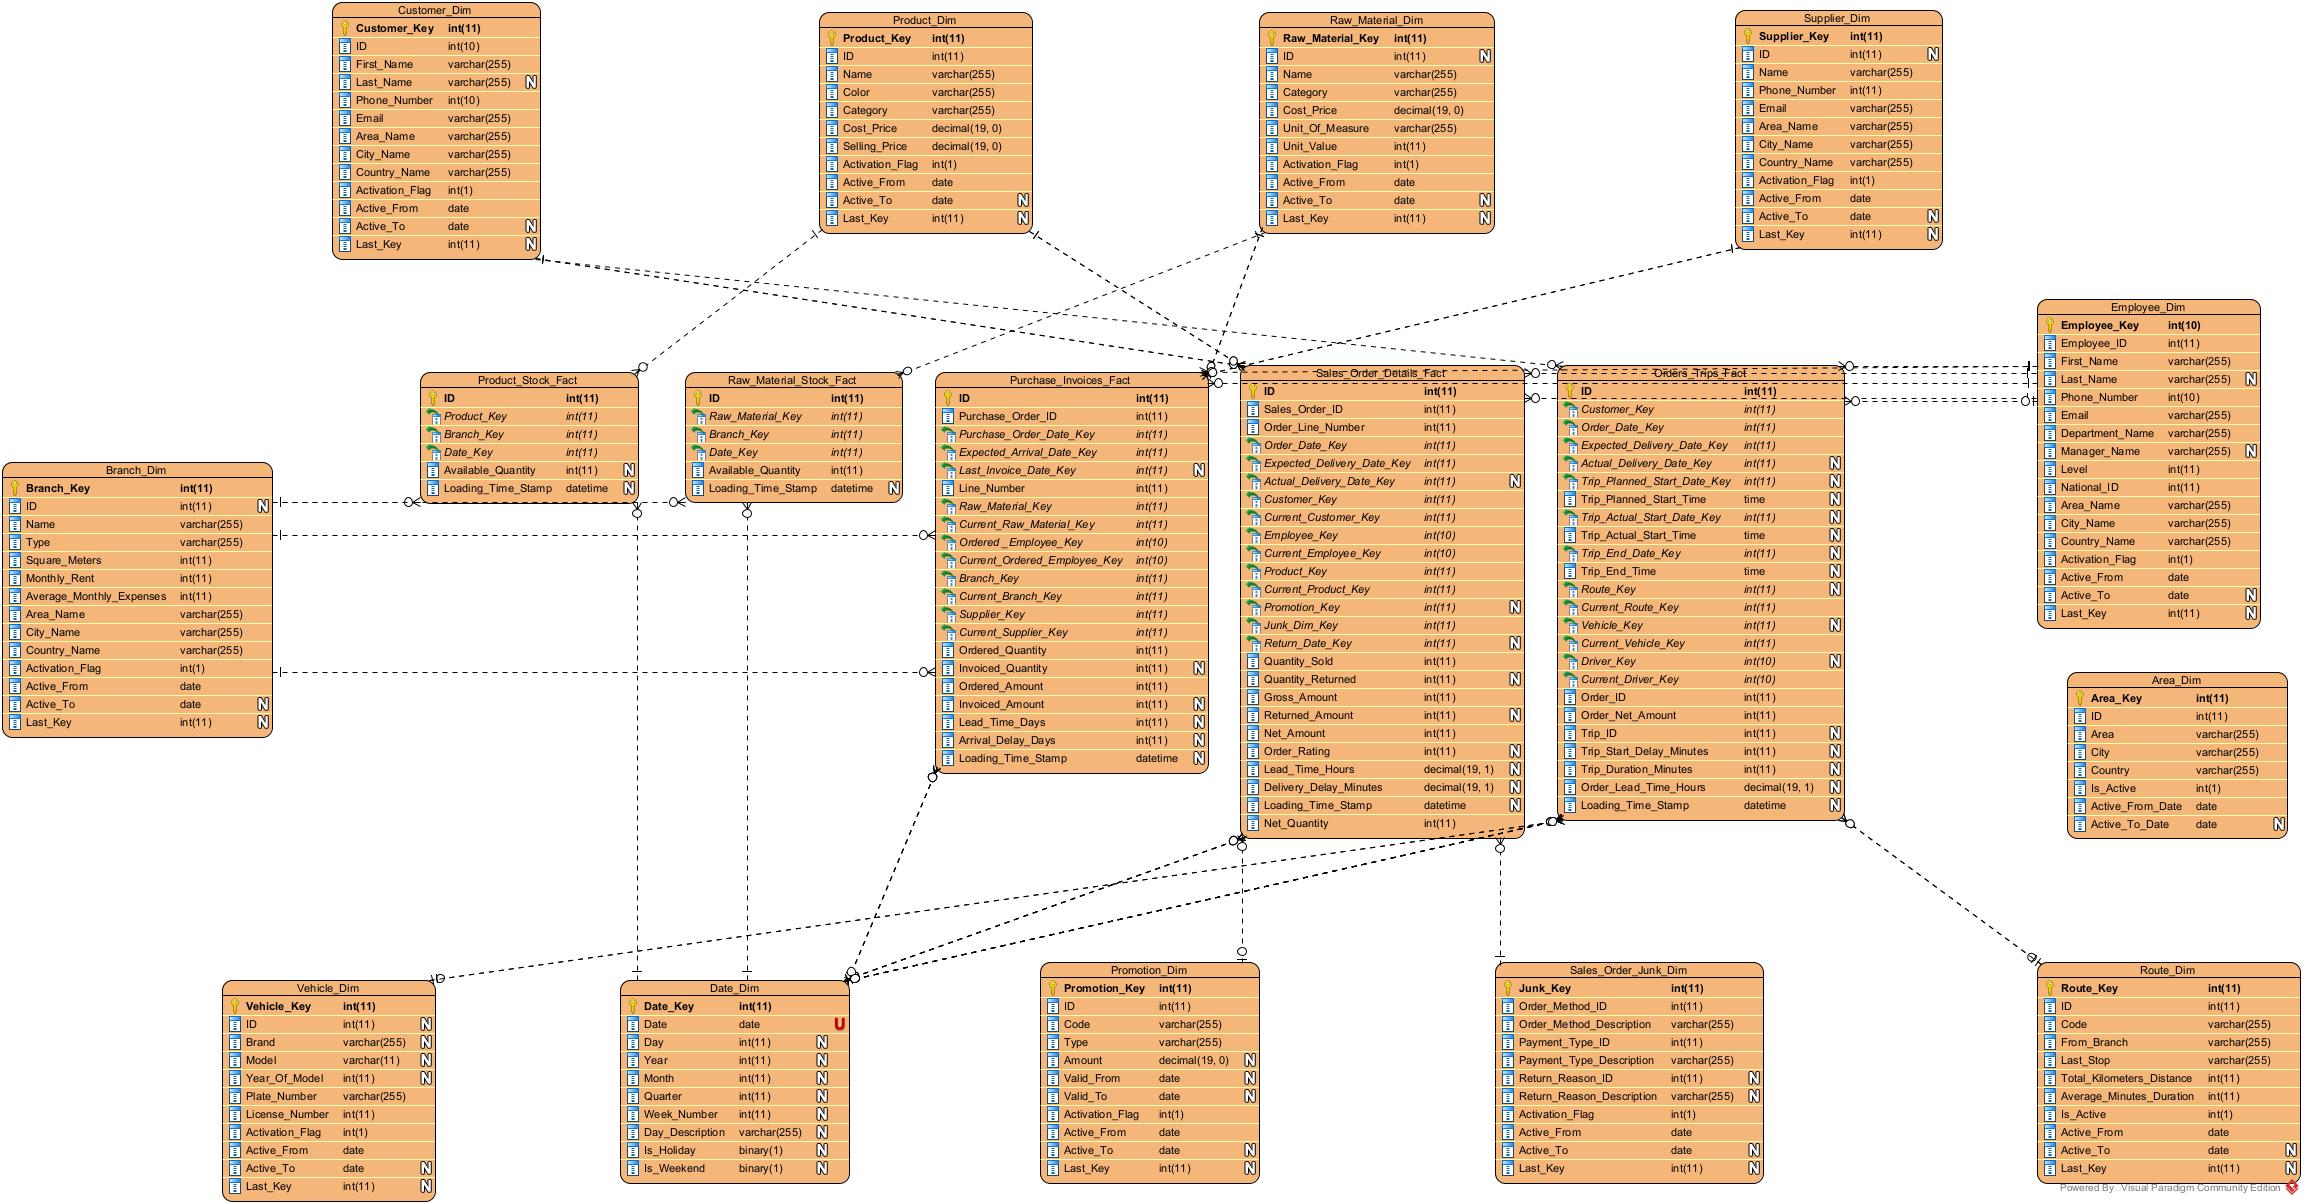 Customer_Dim
Customer_Key int(11)
ID int(10)
First_Name varchar(255)
Last_Name varchar(255) N
Phone_Number int(10)
Email varchar(255)
Area_Name varchar(255)
City_Name varchar(255)
Country_Name varchar(255)
Activation_Flag int(1)
Active_From date
Active_To date N
Last_Key int(11) N
Product_Dim
Product_Key int(11)
ID int(11)
Name varchar(255)
Color varchar(255)
Category varchar(255)
Cost_Price decimal(19, 0)
Selling_Price decimal(19, 0)
Activation_Flag int(1)
Active_From date
Active_To date N
Last_Key int(11) N
Raw_Material_Dim
Raw_Material_Key int(11)
ID int(11) N
Name varchar(255)
Category varchar(255)
Cost_Price decimal(19, 0)
Unit_Of_Measure varchar(255)
Unit_Value int(11)
Activation_Flag int(1)
Active_From date
Active_To date N
Last_Key int(11) N
Supplier_Dim
Supplier_Key int(11)
ID int(11) N
Name varchar(255)
Phone_Number int(11)
Email varchar(255)
Area_Name varchar(255)
City_Name varchar(255)
Country_Name varchar(255)
Activation_Flag int(1)
Active_From date
Active_To date N
Last_Key int(11) N
Employee_Dim
Employee_Key int(10)
Employee_ID int(11)
First_Name varchar(255)
Last_Name varchar(255) N
Phone_Number int(10)
Email varchar(255)
Department_Name varchar(255)
Manager_Name varchar(255) N
Level int(11)
National_ID int(11)
Area_Name varchar(255)
City_Name varchar(255)
Country_Name varchar(255)
Activation_Flag int(1)
Active_From date
Active_To date N
Last_Key int(11) N
Product_Stock_Fact
ID int(11)
Product_Key int(11)
Branch_Key int(11)
Date_Key int(11)
Available_Quantity int(11) N
Loading_Time_Stamp datetime N
Raw_Material_Stock_Fact
ID int(11)
Raw_Material_Key int(11)
Branch_Key int(11)
Date_Key int(11)
Available_Quantity int(11)
Loading_Time_Stamp datetime N
Purchase_Invoices_Fact
ID int(11)
Purchase_Order_ID int(11)
Purchase_Order_Date_Key int(11)
Expected_Arrival_Date_Key int(11)
Last_Invoice_Date_Key int(11) N
Line_Number int(11)
Raw_Material_Key int(11)
Current_Raw_Material_Key int(11)
Ordered _Employee_Key int(10)
Current_Ordered_Employee_Key int(10)
Branch_Key int(11)
Current_Branch_Key int(11)
Supplier_Key int(11)
Current_Supplier_Key int(11)
Ordered_Quantity int(11)
Invoiced_Quantity int(11) N
Ordered_Amount int(11)
Invoiced_Amount int(11) N
Lead_Time_Days int(11) N
Arrival_Delay_Days int(11) N
Loading_Time_Stamp datetime N
Sales_Order_Details_Fact
ID int(11)
Sales_Order_ID int(11)
Order_Line_Number int(11)
Order_Date_Key int(11)
Expected_Delivery_Date_Key int(11)
Actual_Delivery_Date_Key int(11) N
Customer_Key int(11)
Current_Customer_Key int(11)
Employee_Key int(10)
Current_Employee_Key int(10)
Product_Key int(11)
Current_Product_Key int(11)
Promotion_Key int(11) N
Junk_Dim_Key int(11)
Return_Date_Key int(11) N
Quantity_Sold int(11)
Quantity_Returned int(11) N
Gross_Amount int(11)
Returned_Amount int(11) N
Net_Amount int(11)
Order_Rating int(11) N
Lead_Time_Hours decimal(19, 1) N
Delivery_Delay_Minutes decimal(19, 1) N
Loading_Time_Stamp datetime N
Net_Quantity int(11)
Orders_Trips_Fact
ID int(11)
Customer_Key int(11)
Order_Date_Key int(11)
Expected_Delivery_Date_Key int(11)
Actual_Delivery_Date_Key int(11) N
Trip_Planned_Start_Date_Key int(11) N
Trip_Planned_Start_Time time N
Trip_Actual_Start_Date_Key int(11) N
Trip_Actual_Start_Time time N
Trip_End_Date_Key int(11) N
Trip_End_Time time N
Route_Key int(11) N
Current_Route_Key int(11)
Vehicle_Key int(11) N
Current_Vehicle_Key int(11)
Driver_Key int(10) N
Current_Driver_Key int(10)
Order_ID int(11)
Order_Net_Amount int(11)
Trip_ID int(11) N
Trip_Start_Delay_Minutes int(11) N
Trip_Duration_Minutes int(11) N
Order_Lead_Time_Hours decimal(19, 1) N
Loading_Time_Stamp datetime N
Branch_Dim
Branch_Key int(11)
ID int(11) N
Name varchar(255)
Type varchar(255)
Square_Meters int(11)
Monthly_Rent int(11)
Average_Monthly_Expenses int(11)
Area_Name varchar(255)
City_Name varchar(255)
Country_Name varchar(255)
Activation_Flag int(1)
Active_From date
Active_To date N
Last_Key int(11) N
Area_Dim
Area_Key int(11)
ID int(11)
Area varchar(255)
City varchar(255)
Country varchar(255)
Is_Active int(1)
Active_From_Date date
Active_To_Date date N
Vehicle_Dim
Vehicle_Key int(11)
ID int(11) N
Brand varchar(255) N
Model varchar(11) N
Year_Of_Model int(11) N
Plate_Number varchar(255)
License_Number int(11)
Activation_Flag int(1)
Active_From date
Active_To date N
Last_Key int(11) N
Date_Dim
Date_Key int(11)
Date date U
Day int(11) N
Year int(11) N
Month int(11) N
Quarter int(11) N
Week_Number int(11) N
Day_Description varchar(255) N
Is_Holiday binary(1) N
Is_Weekend binary(1) N
Promotion_Dim
Promotion_Key int(11)
ID int(11)
Code varchar(255)
Type varchar(255)
Amount decimal(19, 0) N
Valid_From date N
Valid_To date N
Activation_Flag int(1)
Active_From date
Active_To date N
Last_Key int(11) N
Sales_Order_Junk_Dim
Junk_Key int(11)
Order_Method_ID int(11)
Order_Method_Description varchar(255)
Payment_Type_ID int(11)
Payment_Type_Description varchar(255)
Return_Reason_ID int(11) N
Return_Reason_Description varchar(255) N
Activation_Flag int(1)
Active_From date
Active_To date N
Last_Key int(11) N
Route_Dim
Route_Key int(11)
ID int(11)
Code varchar(255)
From_Branch varchar(255)
Last_Stop varchar(255)
Total_Kilometers_Distance int(11)
Average_Minutes_Duration int(11)
Is_Active int(1)
Active_From date
Active_To date N
Last_Key int(11) N
Powered By Visual Paradigm Community Edition